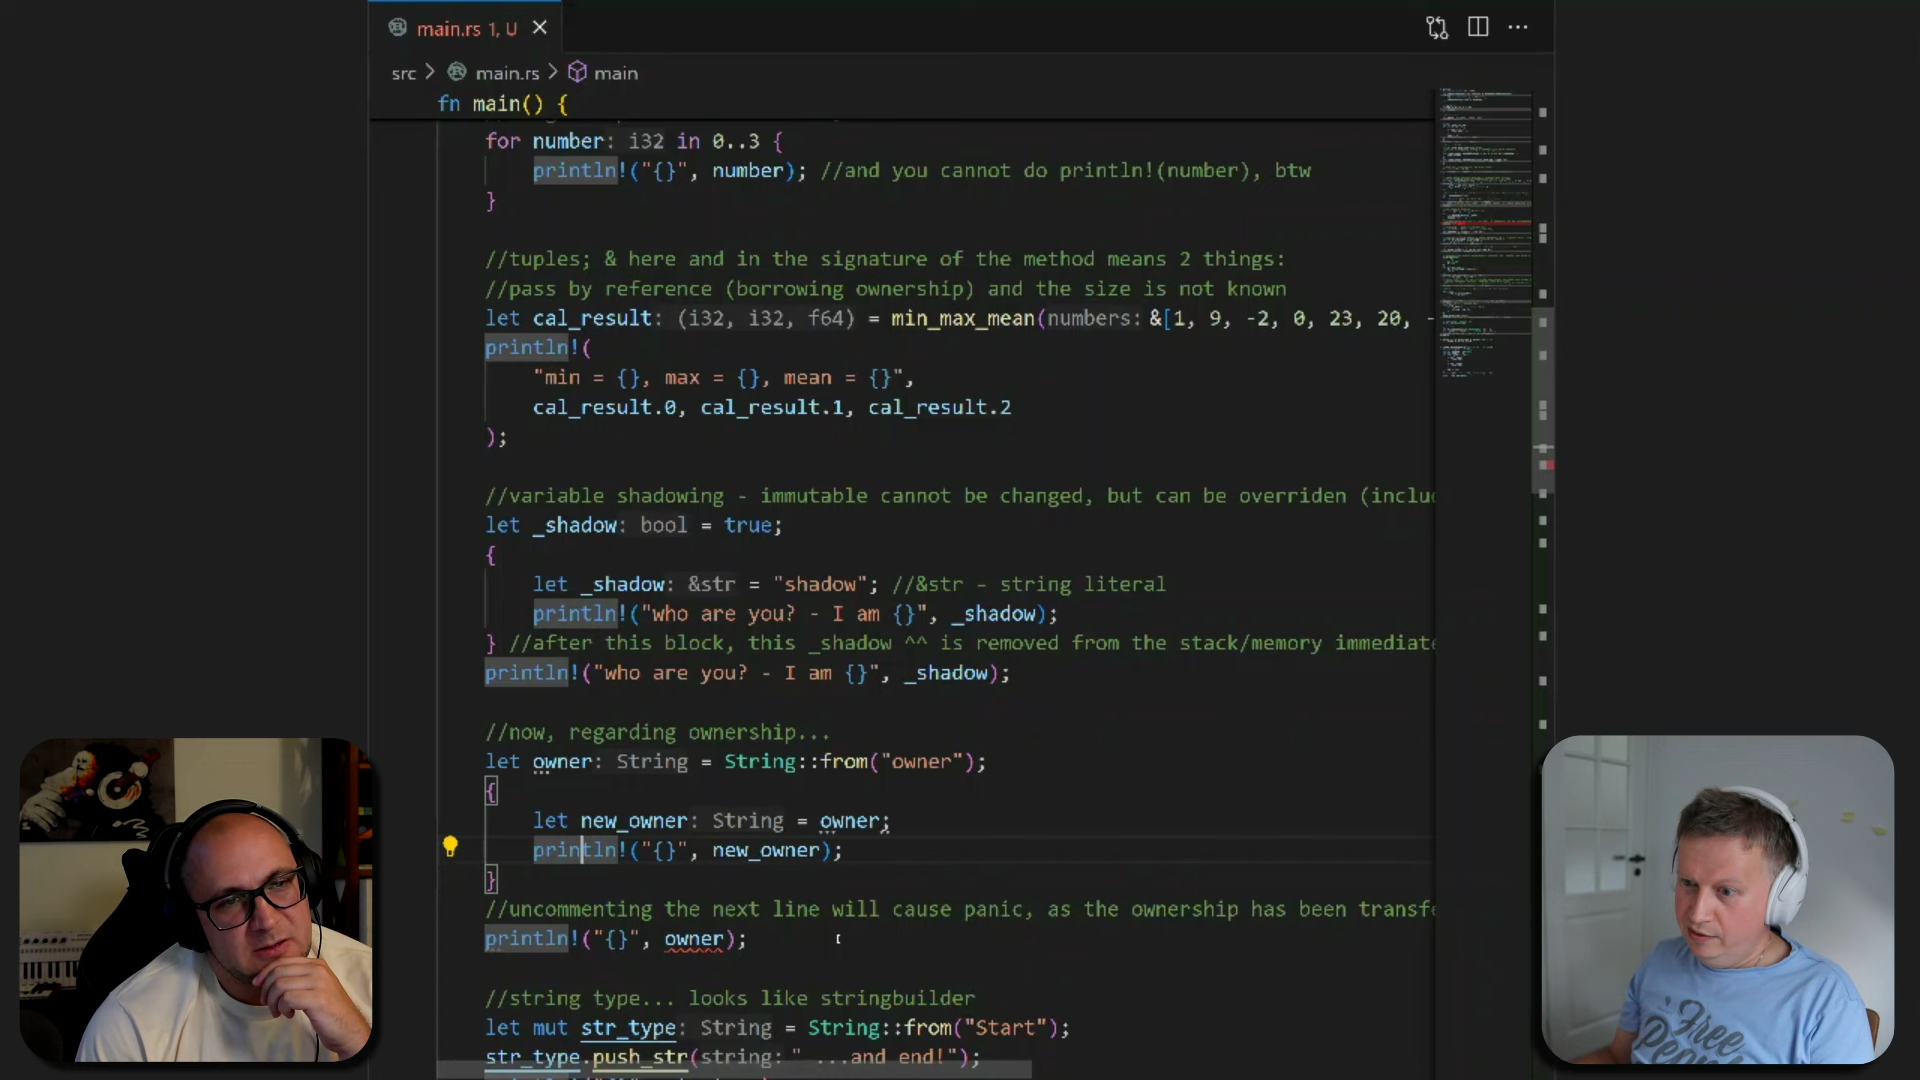 main.rs 1, U
src > main.rs > main
fn main() {
for number: i32 in 0..3 {
println!("{}", number); //and you cannot do println!(number), btw
}
//tuples; & here and in the signature of the method means 2 things:
//pass by reference (borrowing ownership) and the size is not known
let cal_result: (i32, i32, f64) = min_max_mean(numbers: &[1, 9, -2, 0, 23, 20, -
println!(
"min = {}, max = {}, mean = {}",
cal_result.0, cal_result.1, cal_result.2
);
//variable shadowing - immutable cannot be changed, but can be overriden (inclu
let _shadow: bool = true;
{
let _shadow: &str = "shadow"; //&str - string literal
println!("who are you? - I am {}", _shadow);
} //after this block, this _shadow ^^ is removed from the stack/memory immediat
println!("who are you? - I am {}", _shadow);
//now, regarding ownership...
let owner: String = String::from("owner");
{
let new_owner: String = owner;
println!("{}", new_owner);
}
//uncommenting the next line will cause panic, as the ownership has been transf
println!("{}", owner);
//string type... looks like stringbuilder
let mut str_type: String = String::from("Start");
str_type.push_str(string: " ...and end!");
Free